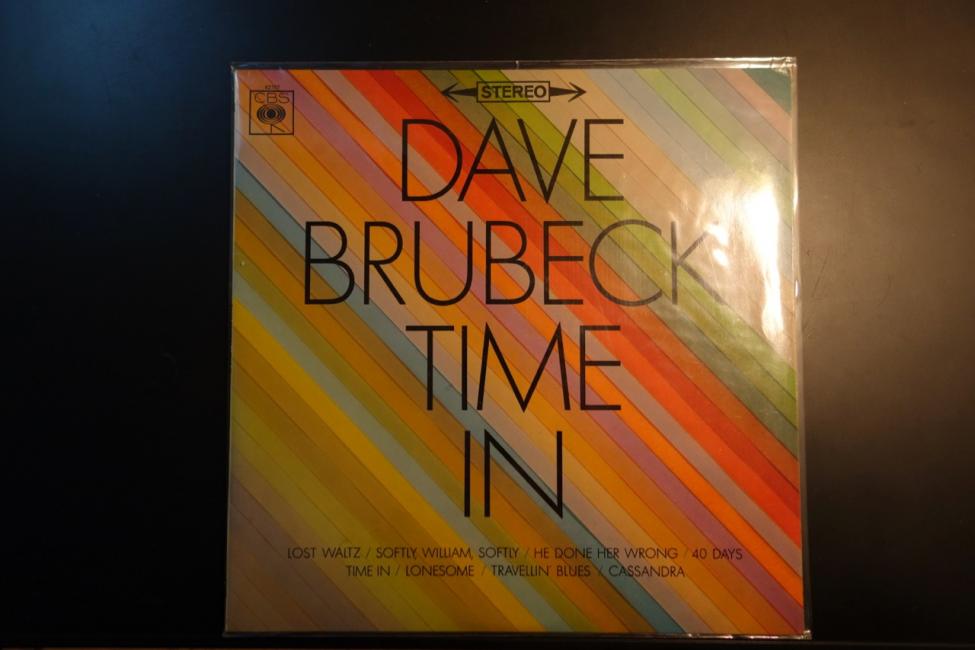 62757
CBS
STEREO
DAVE
BRUBECK
TIME
IN
LOST WALTZ / SOFTLY, WILLIAM, SOFTLY / HE DONE HER WRONG / 40 DAYS
TIME IN / LONESOME / TRAVELLIN' BLUES / CASSANDRA